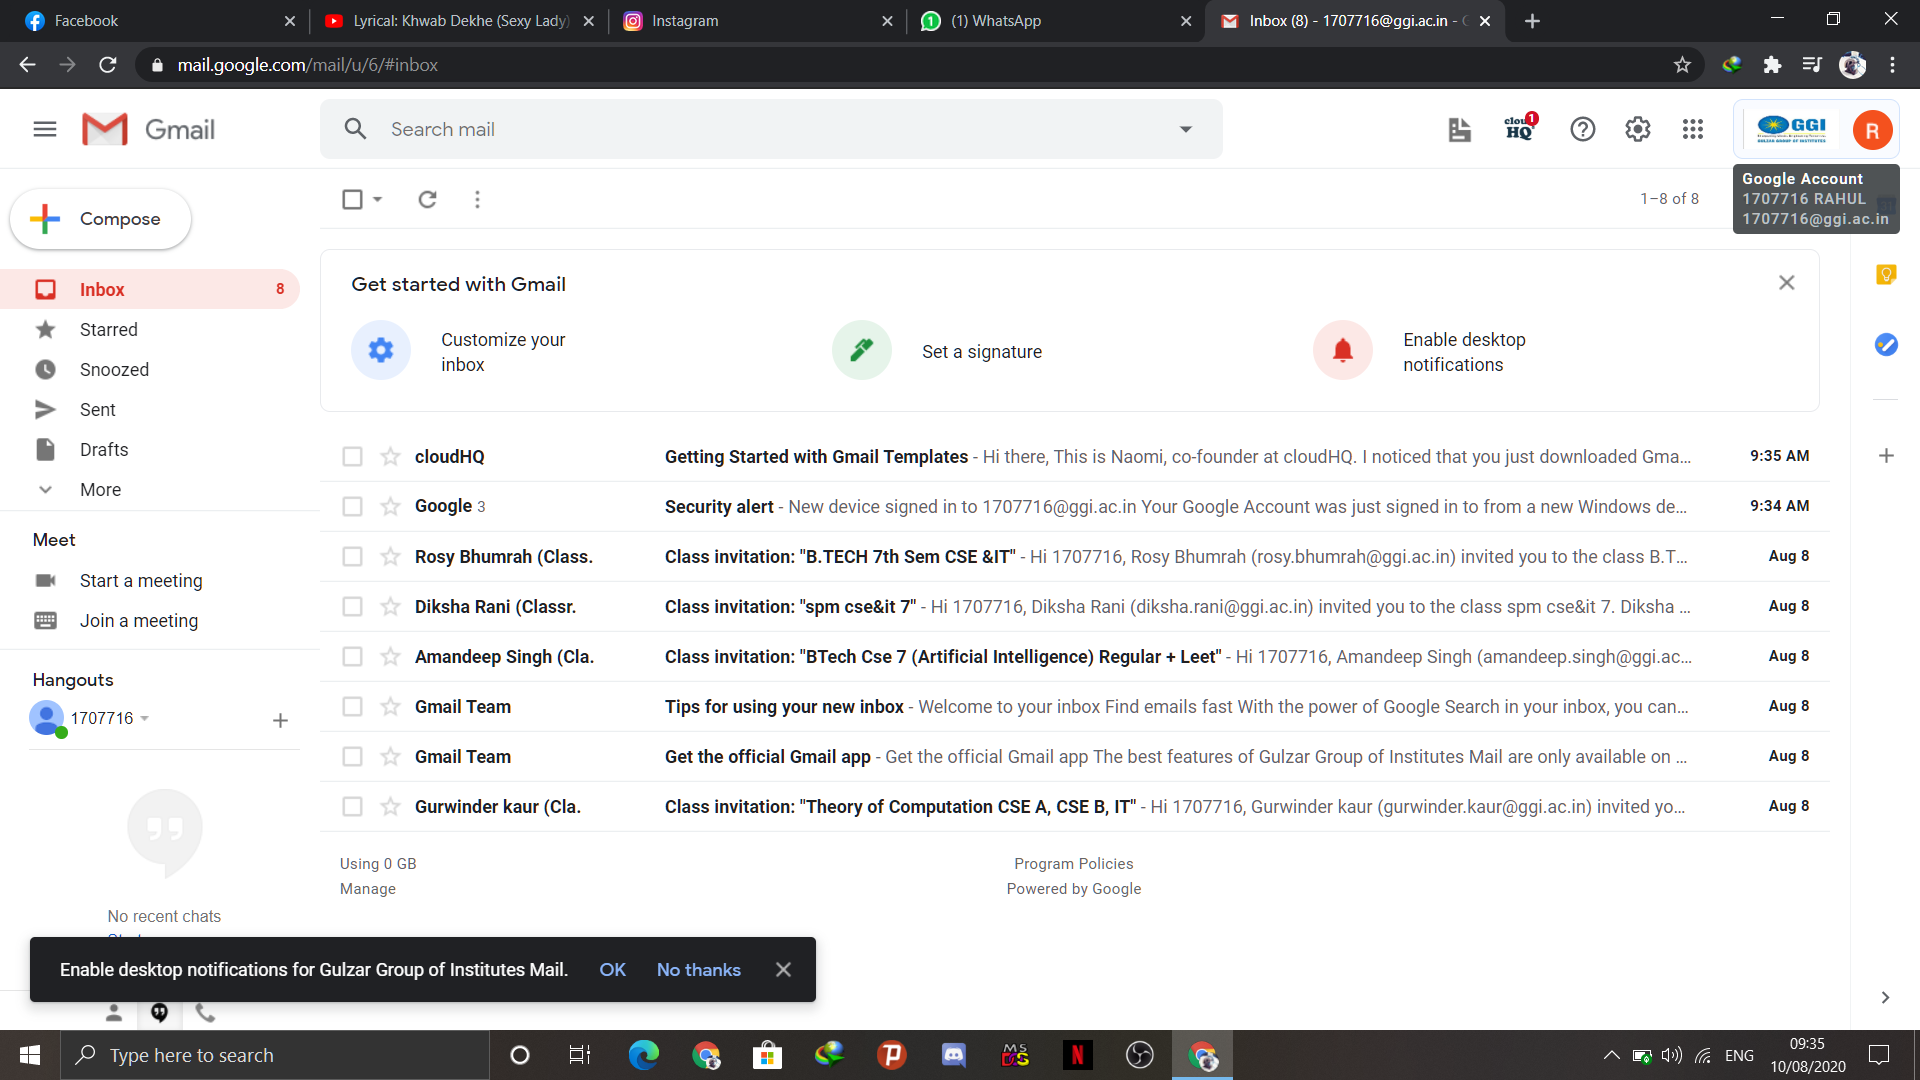 Facebook
Lyrical: Khwab Dekhe (Sexy Lady)
Instagram
(1) WhatsApp
Inbox (8) - 1707716@ggi.ac.in -
mail.google.com/mail/u/6/#inbox
Gmail
Search mail
cloudHQ 1
GGI
GULZAR GROUP OF INSTITUTES
R
Google Account
1707716 RAHUL
1707716@ggi.ac.in
1–8 of 8
Compose
Inbox 8
Starred
Snoozed
Sent
Drafts
More
Meet
Start a meeting
Join a meeting
Hangouts
1707716
No recent chats
Get started with Gmail
Customize your
inbox
Set a signature
Enable desktop
notifications
cloudHQ Getting Started with Gmail Templates - Hi there, This is Naomi, co-founder at cloudHQ. I noticed that you just downloaded Gma... 9:35 AM
Google 3 Security alert - New device signed in to 1707716@ggi.ac.in Your Google Account was just signed in to from a new Windows de... 9:34 AM
Rosy Bhumrah (Class. Class invitation: "B.TECH 7th Sem CSE &IT" - Hi 1707716, Rosy Bhumrah (rosy.bhumrah@ggi.ac.in) invited you to the class B.T... Aug 8
Diksha Rani (Classr. Class invitation: "spm cse&it 7" - Hi 1707716, Diksha Rani (diksha.rani@ggi.ac.in) invited you to the class spm cse&it 7. Diksha ... Aug 8
Amandeep Singh (Cla. Class invitation: "BTech Cse 7 (Artificial Intelligence) Regular + Leet" - Hi 1707716, Amandeep Singh (amandeep.singh@ggi.ac... Aug 8
Gmail Team Tips for using your new inbox - Welcome to your inbox Find emails fast With the power of Google Search in your inbox, you can... Aug 8
Gmail Team Get the official Gmail app - Get the official Gmail app The best features of Gulzar Group of Institutes Mail are only available on ... Aug 8
Gurwinder kaur (Cla. Class invitation: "Theory of Computation CSE A, CSE B, IT" - Hi 1707716, Gurwinder kaur (gurwinder.kaur@ggi.ac.in) invited yo... Aug 8
Using 0 GB
Manage
Program Policies
Powered by Google
Enable desktop notifications for Gulzar Group of Institutes Mail. OK No thanks
Type here to search
ENG
09:35
10/08/2020